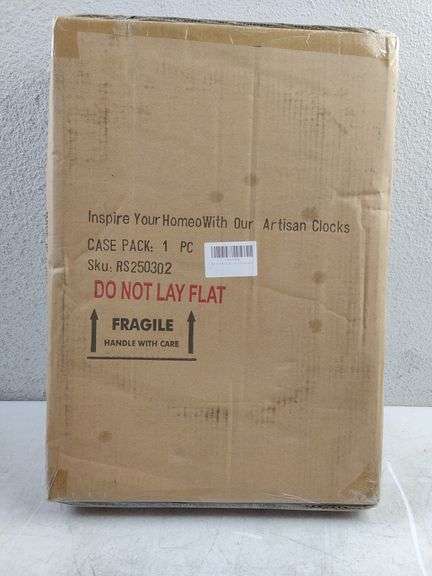 Inspire Your HomeoWith Our Artisan Clocks
CASE PACK: 1 PC
Sku: RS250302
DO NOT LAY FLAT
FRAGILE
HANDLE WITH CARE